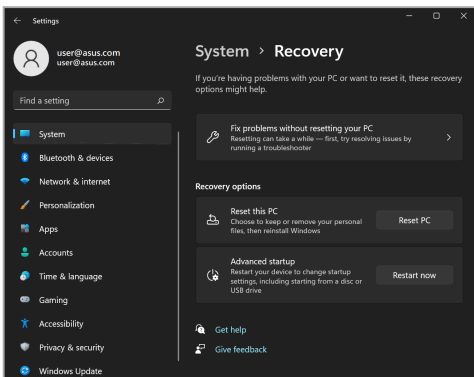 Settings
user@asus.com
user@asus.com
Find a setting
System
Bluetooth & devices
Network & internet
Personalization
Apps
Accounts
Time & language
Gaming
Accessibility
Privacy & security
Windows Update
System > Recovery
If you're having problems with your PC or want to reset it, these recovery
options might help.
Fix problems without resetting your PC
Resetting can take a while — first, try resolving issues by
running a troubleshooter
Recovery options
Reset this PC
Choose to keep or remove your personal
files, then reinstall Windows
Reset PC
Advanced startup
Restart your device to change startup
settings, including starting from a disc or
USB drive
Restart now
Get help
Give feedback